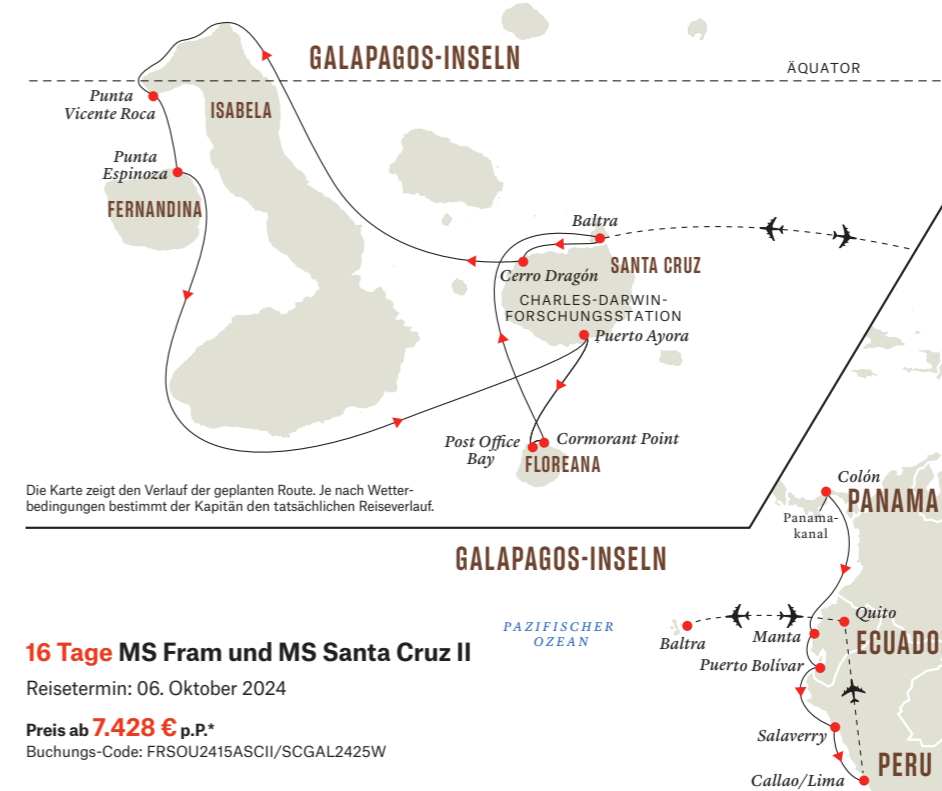 GALAPAGOS-INSELN
ÄQUATOR
Punta
Vicente Roca
ISABELA
Punta
Espinoza
FERNANDINA
Baltra
SANTA CRUZ
Cerro Dragón
CHARLES-DARWIN-
FORSCHUNGSSTATION
Puerto Ayora
Post Office
Bay
Cormorant Point
FLOREANA
Die Karte zeigt den Verlauf der geplanten Route. Je nach Wetter-
bedingungen bestimmt der Kapitän den tatsächlichen Reiseverlauf.
Colón
PANAMA
Panama-
kanal
GALAPAGOS-INSELN
PAZIFISCHER
OZEAN
Baltra
Manta
Quito
ECUADO
Puerto Bolívar
Salaverry
Callao/Lima
PERU
16 Tage MS Fram und MS Santa Cruz II
Reisetermin: 06. Oktober 2024
Preis ab 7.428 € p.P.*
Buchungs-Code: FRSOU2415ASCII/SCGAL2425W